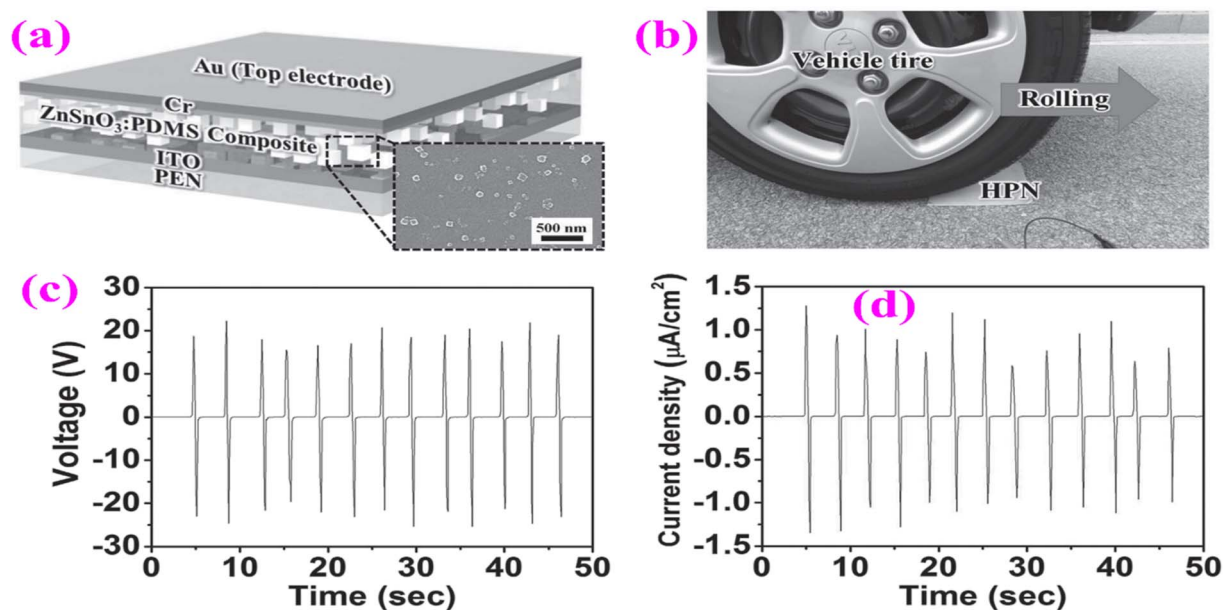 (a)
Au (Top electrode)
Cr
ZnSnO₃:PDMS Composite
ITO
PEN
500 nm
(b)
Vehicle tire
Rolling
HPN
(c)
Voltage (V)
30
20
10
0
-10
-20
-30
0 10 20 30 40 50
Time (sec)
(d)
Current density (μA/cm²)
1.5
1.0
0.5
0.0
-0.5
-1.0
-1.5
0 10 20 30 40 50
Time (sec)